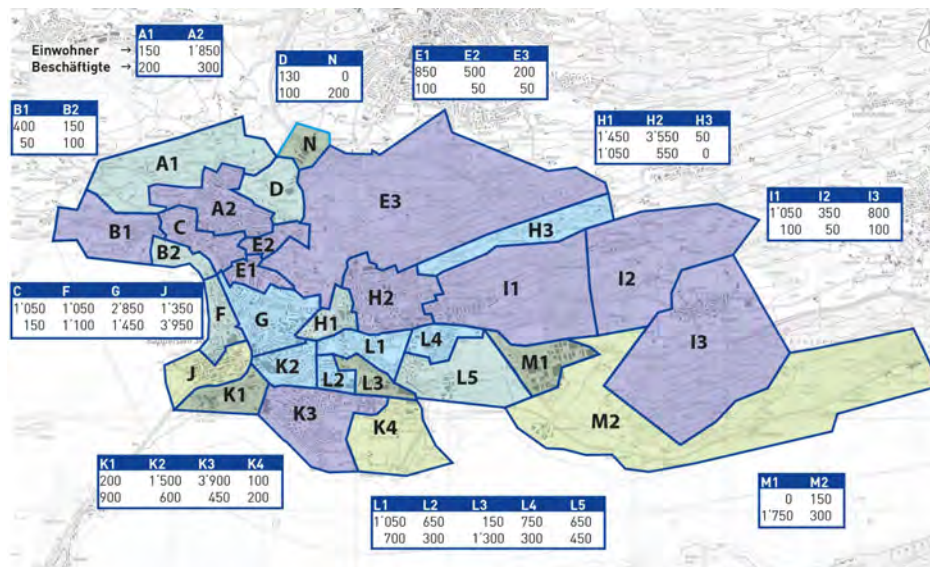 A1 A2
Einwohner → 150 1'850
Beschäftigte → 200 300
D N
130 0
100 200
E1 E2 E3
850 500 200
100 50 50
B1 B2
400 150
50 100
H1 H2 H3
1'450 3'550 50
1'050 550 0
I1 I2 I3
1'050 350 800
100 50 100
C F G J
1'050 1'050 2'850 1'350
150 1'100 1'450 3'950
A1
N
D
A2
E3
B1
C
B2
E2
E1
H3
F
G
H1
H2
I1
I2
I3
J
K1
K2
L1
L2
L3
L4
L5
M1
M2
K3
K4
K1 K2 K3 K4
200 1'500 3'900 100
900 600 450 200
L1 L2 L3 L4 L5
1'050 650 150 750 650
700 300 1'300 300 450
M1 M2
0 150
1'750 300